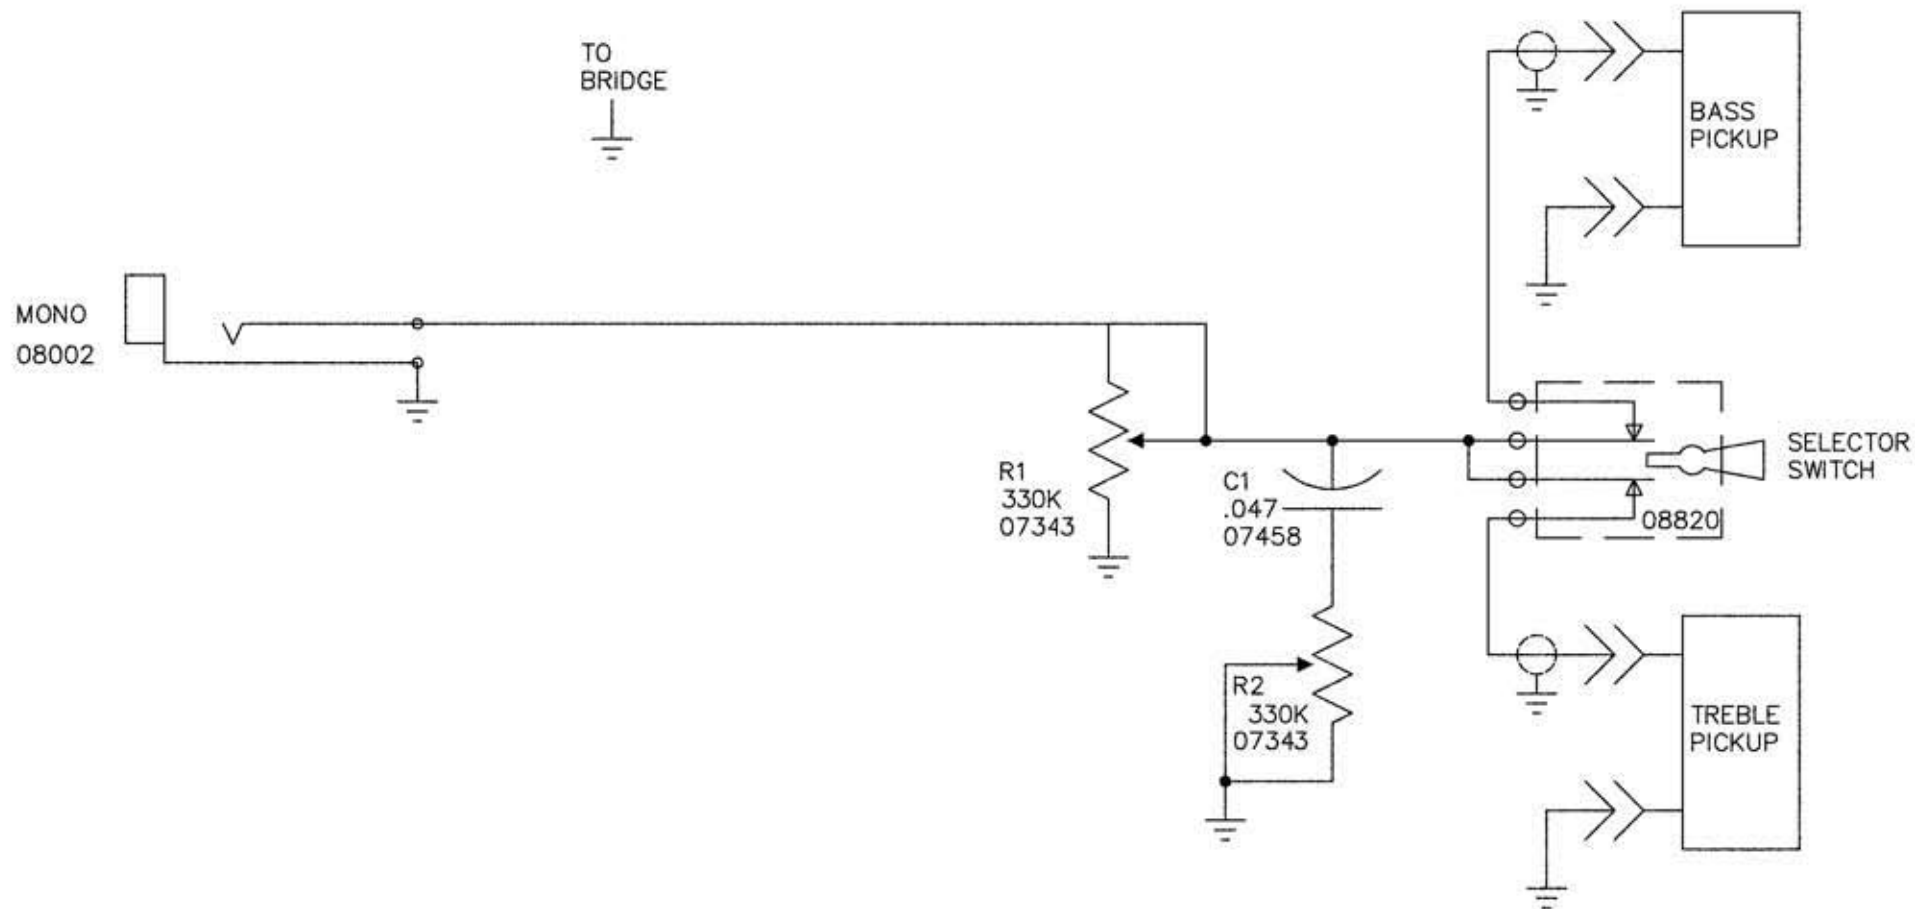 TO
BRIDGE
BASS
PICKUP
MONO
08002
SELECTOR
SWITCH
R1
330K
07343
C1
.047
07458
08820
R2
330K
07343
TREBLE
PICKUP